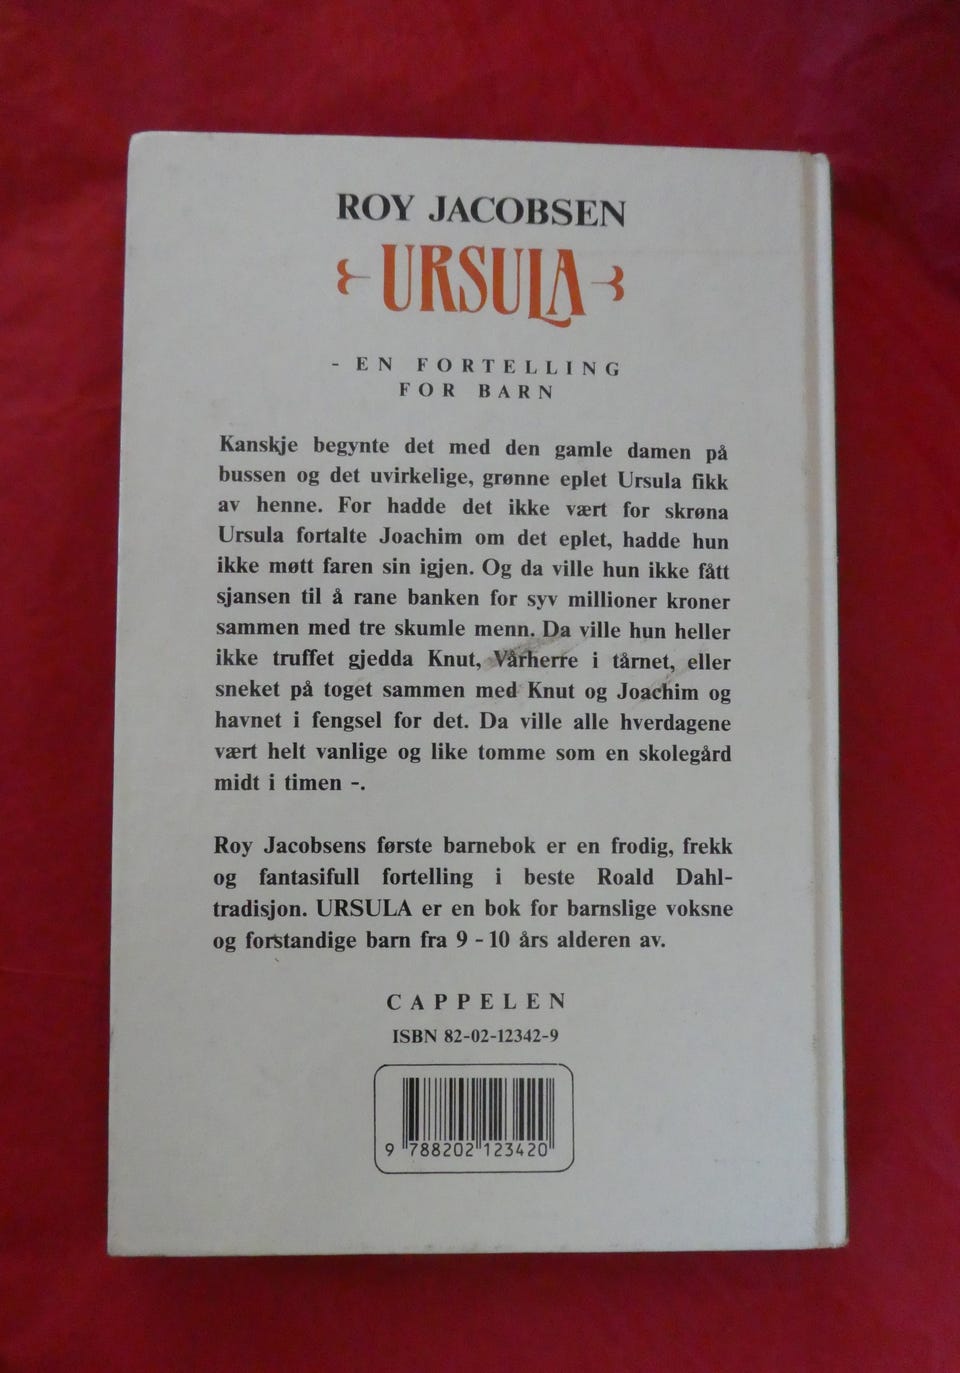 ROY JACOBSEN
URSULA
- EN FORTELLING
FOR BARN
Kanskje begynte det med den gamle damen på
bussen og det uvirkelige, grønne eplet Ursula fikk
av henne. For hadde det ikke vært for skrøna
Ursula fortalte Joachim om det eplet, hadde hun
ikke møtt faren sin igjen. Og da ville hun ikke fått
sjansen til å rane banken for syv millioner kroner
sammen med tre skumle menn. Da ville hun heller
ikke truffet gjedda Knut, Vårherre i tårnet, eller
sneket på toget sammen med Knut og Joachim og
havnet i fengsel for det. Da ville alle hverdagene
vært helt vanlige og like tomme som en skolegård
midt i timen -.
Roy Jacobsens første barnebok er en frodig, frekk
og fantasifull fortelling i beste Roald Dahl-
tradisjon. URSULA er en bok for barnslige voksne
og forstandige barn fra 9 - 10 års alderen av.
CAPPELEN
ISBN 82-02-12342-9
9 788202 123420